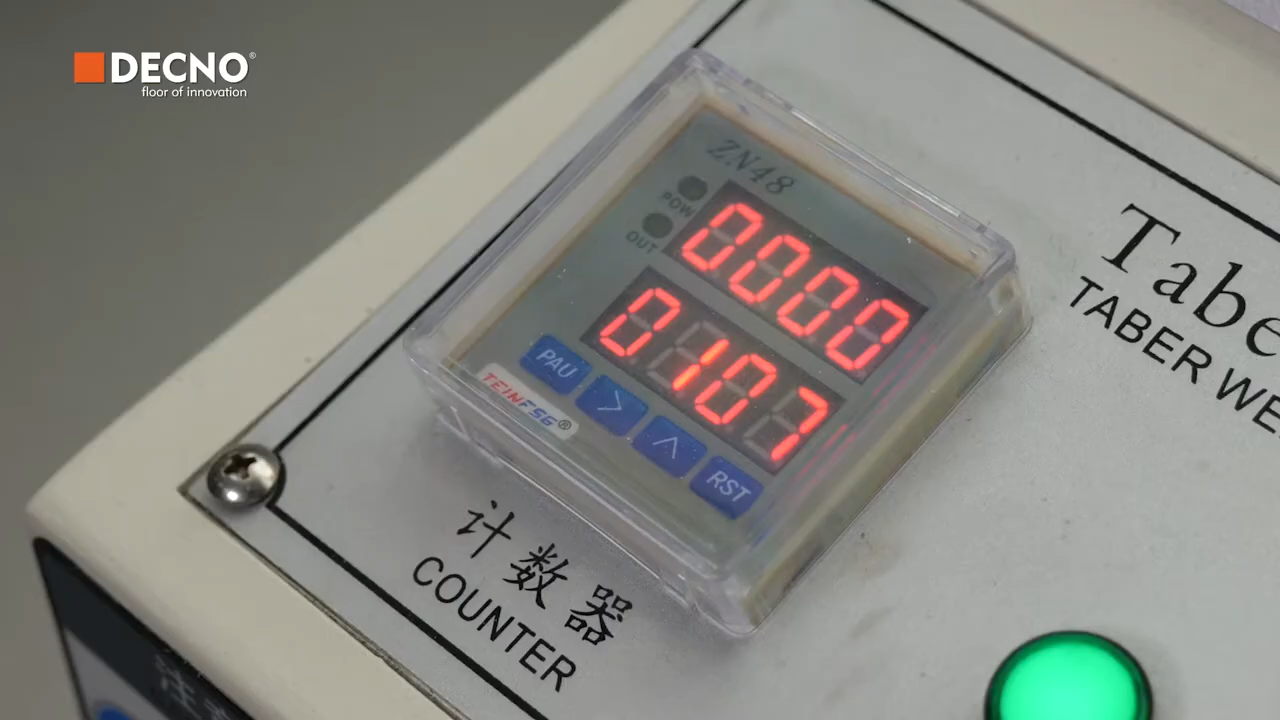 DECNO®
floor of innovation
ZN48
POW
OUT
0000
0107
PAU
>
∧
RST
TEINFSG®
计数器
COUNTER
Tabe
TABER WE